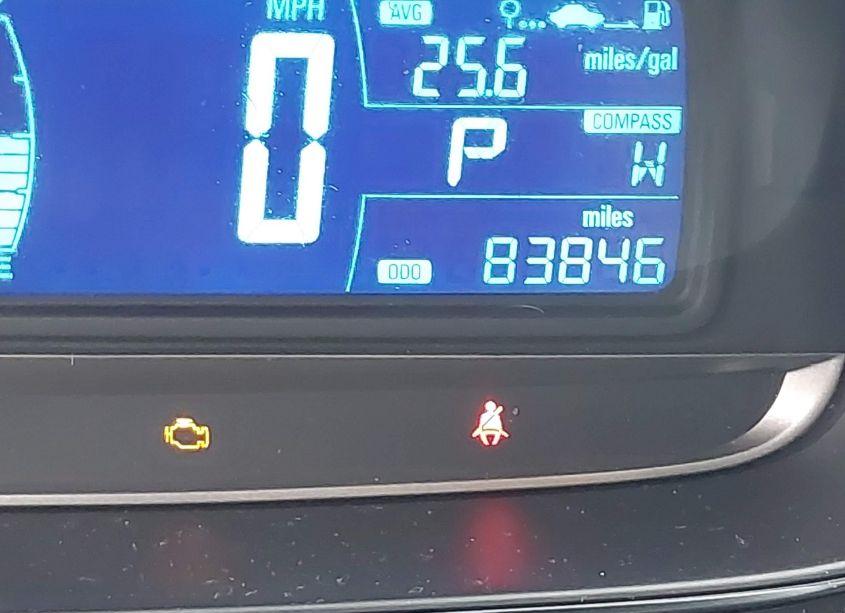 MPH
0
AVG
25.6
miles/gal
P
COMPASS
W
miles
ODO
83846
E